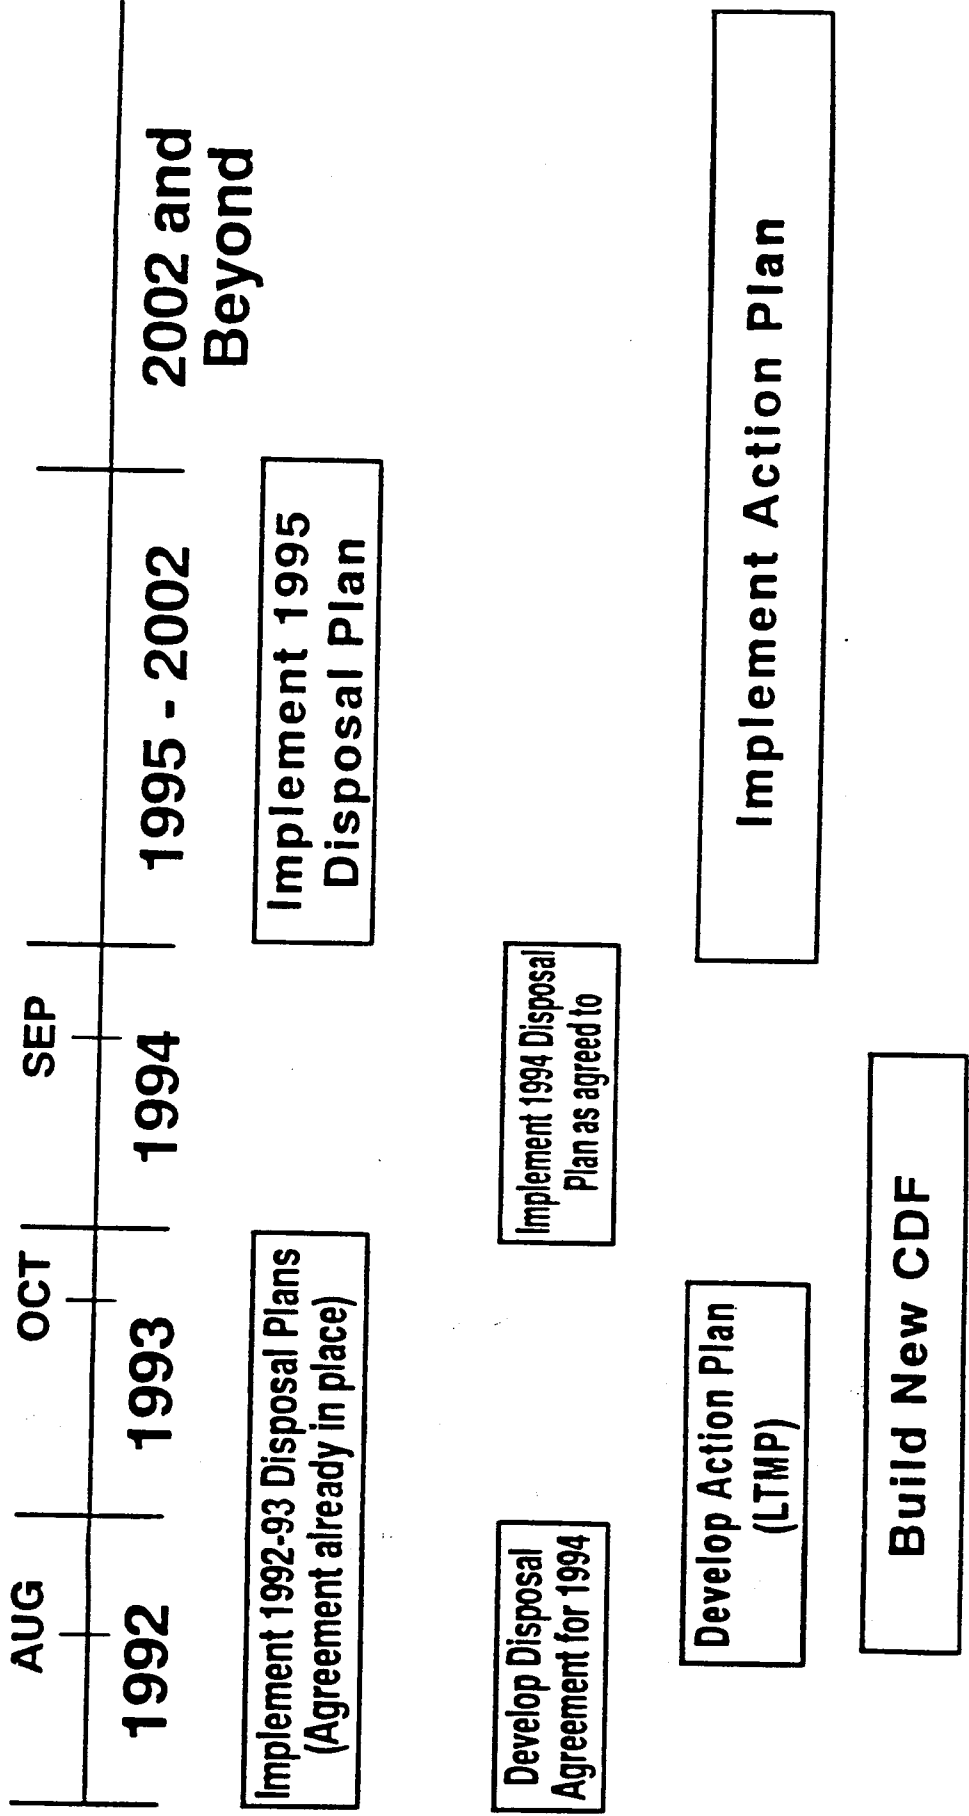 AUG
OCT
SEP
1992
1993
1994
1995 - 2002
2002 and
Beyond
Implement 1992-93 Disposal Plans
(Agreement already in place)
Implement 1995
Disposal Plan
Develop Disposal
Agreement for 1994
Implement 1994 Disposal
Plan as agreed to
Develop Action Plan
(LTMP)
Implement Action Plan
Build New CDF